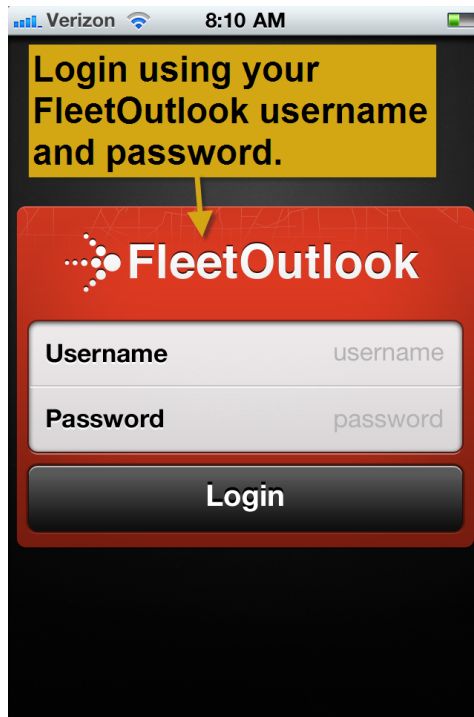 Verizon 8:10 AM
Login using your
FleetOutlook username
and password.
FleetOutlook
Username username
Password password
Login